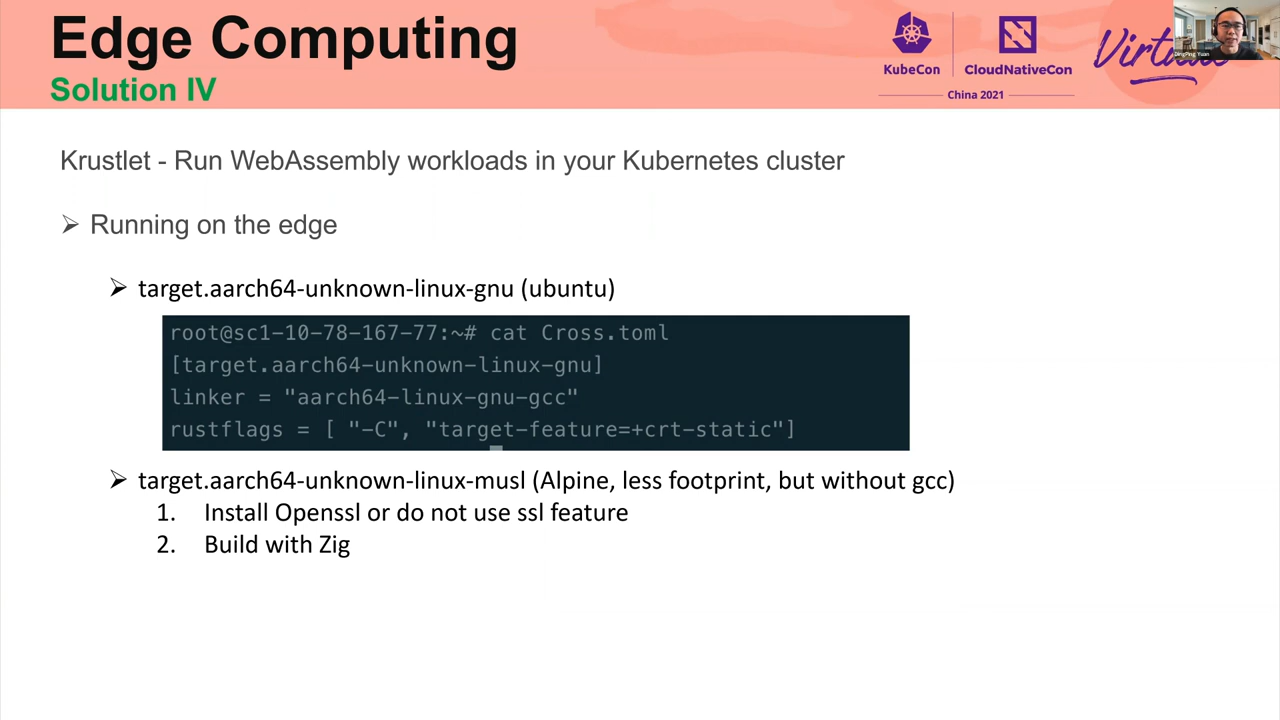 Edge Computing
Solution IV
KubeCon
CloudNativeCon
China 2021
Virtual
DingPing Yuan
Krustlet - Run WebAssembly workloads in your Kubernetes cluster
➢ Running on the edge
➢ target.aarch64-unknown-linux-gnu (ubuntu)
root@sc1-10-78-167-77:~# cat Cross.toml
[target.aarch64-unknown-linux-gnu]
linker = "aarch64-linux-gnu-gcc"
rustflags = [ "-C", "target-feature=+crt-static"]
➢ target.aarch64-unknown-linux-musl (Alpine, less footprint, but without gcc)
1. Install Openssl or do not use ssl feature
2. Build with Zig